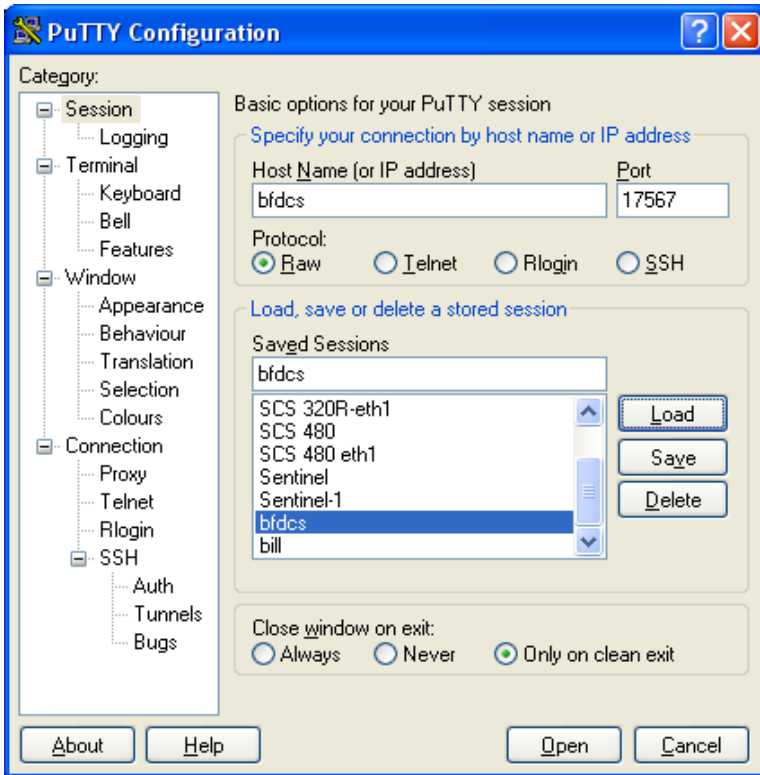 PuTTY Configuration
Category:
Session
Logging
Terminal
Keyboard
Bell
Features
Window
Appearance
Behaviour
Translation
Selection
Colours
Connection
Proxy
Telnet
Rlogin
SSH
Auth
Tunnels
Bugs
Basic options for your PuTTY session
Specify your connection by host name or IP address
Host Name (or IP address) Port
bfdcs 17567
Protocol:
Raw Telnet Rlogin SSH
Load, save or delete a stored session
Saved Sessions
bfdcs
SCS 320R-eth1
SCS 480
SCS 480 eth1
Sentinel
Sentinel-1
bfdcs
bill
Load
Save
Delete
Close window on exit:
Always Never Only on clean exit
About Help Open Cancel